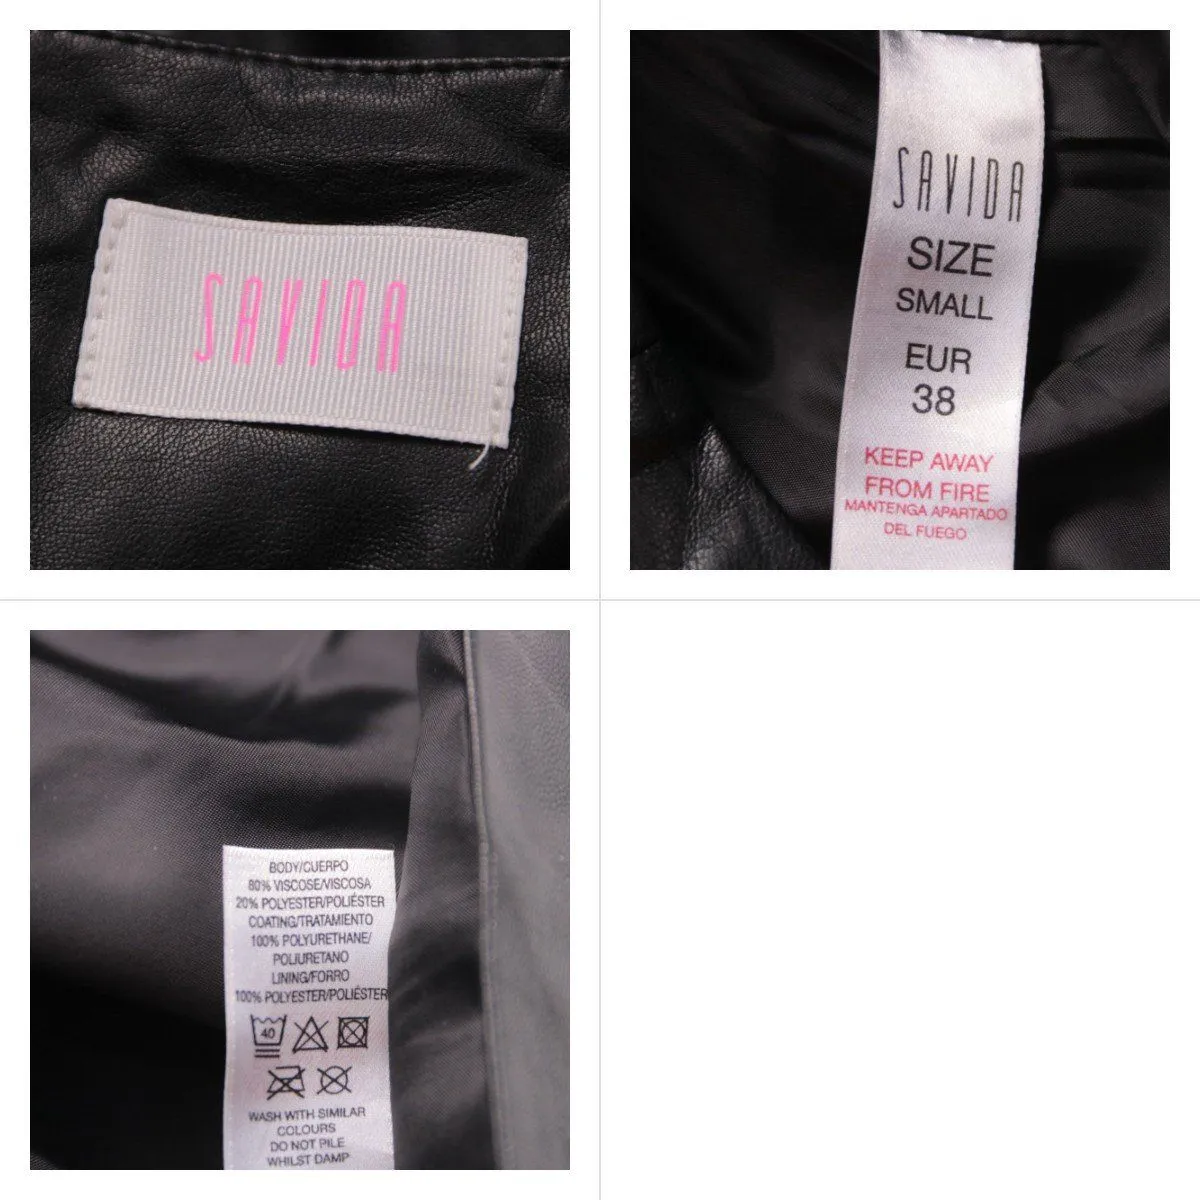 SAVIDA
SAVIDA
SIZE
SMALL
EUR
38
KEEP AWAY
FROM FIRE
MANTENGA APARTADO
DEL FUEGO
BODY/CUERPO
80% VISCOSE/VISCOSA
20% POLYESTER/POLIÉSTER
COATING/TRATAMIENTO
100% POLYURETHANE/
POLIURETANO
LINING/FORRO
100% POLYESTER/POLIÉSTER
40
WASH WITH SIMILAR
COLOURS
DO NOT PILE
WHILST DAMP